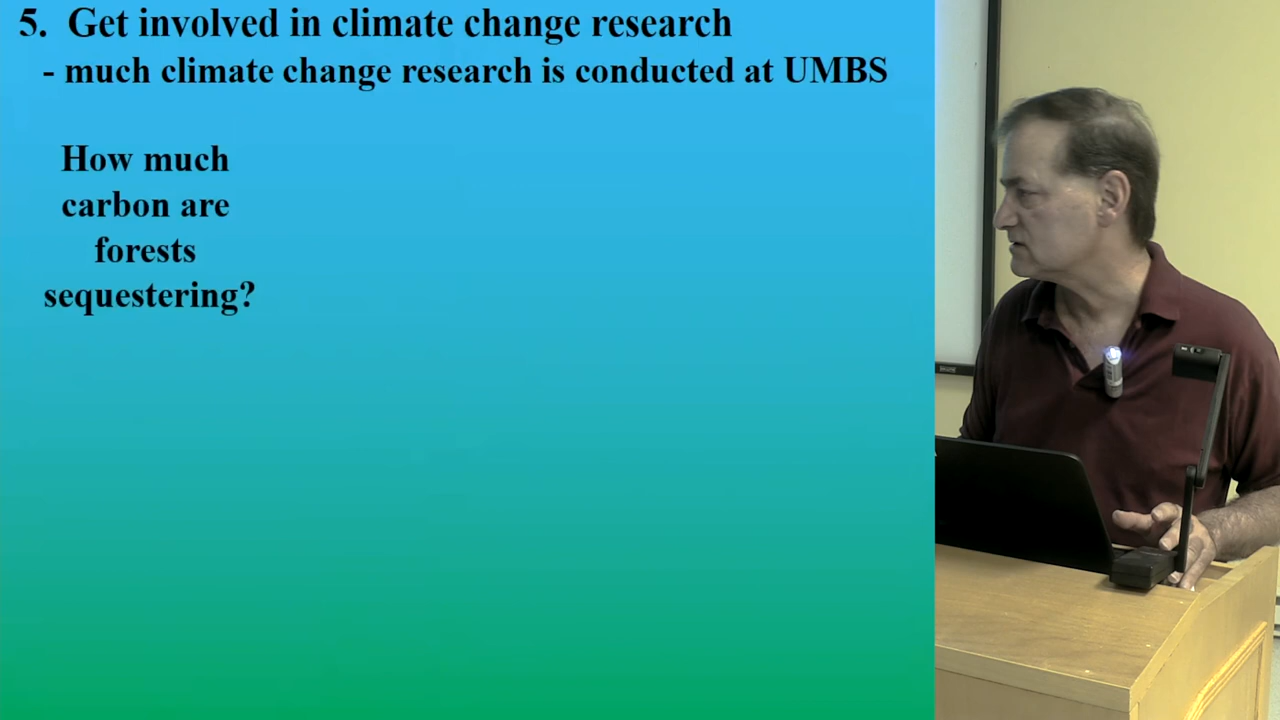 5. Get involved in climate change research
- much climate change research is conducted at UMBS
How much
carbon are
forests
sequestering?